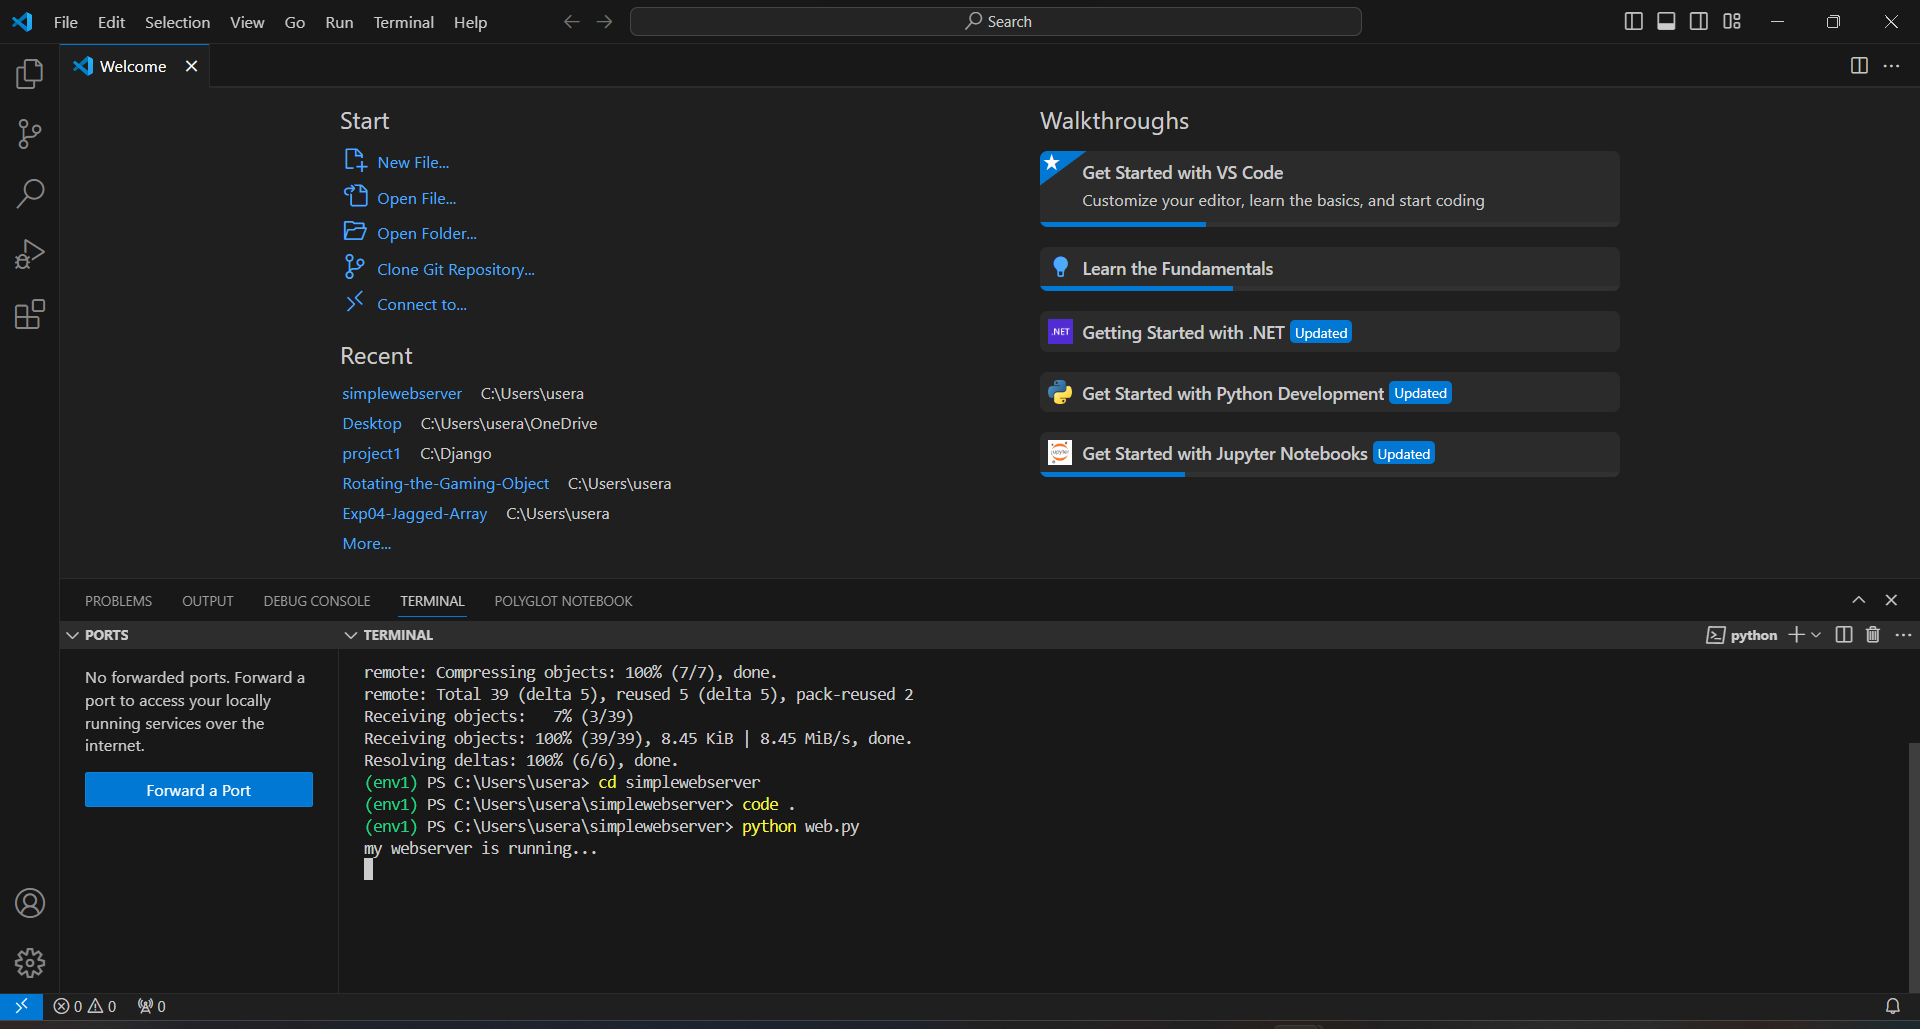 File Edit Selection View Go Run Terminal Help Search
Welcome
Start
New File...
Open File...
Open Folder...
Clone Git Repository...
Connect to...
Recent
simplewebserver C:\Users\usera
Desktop C:\Users\usera\OneDrive
project1 C:\Django
Rotating-the-Gaming-Object C:\Users\usera
Exp04-Jagged-Array C:\Users\usera
More...
Walkthroughs
Get Started with VS Code
Customize your editor, learn the basics, and start coding
Learn the Fundamentals
.NET Getting Started with .NET Updated
Get Started with Python Development Updated
jupyter Get Started with Jupyter Notebooks Updated
PROBLEMS OUTPUT DEBUG CONSOLE TERMINAL POLYGLOT NOTEBOOK
PORTS
No forwarded ports. Forward a
port to access your locally
running services over the
internet.
Forward a Port
TERMINAL python
remote: Compressing objects: 100% (7/7), done.
remote: Total 39 (delta 5), reused 5 (delta 5), pack-reused 2
Receiving objects:   7% (3/39)
Receiving objects: 100% (39/39), 8.45 KiB | 8.45 MiB/s, done.
Resolving deltas: 100% (6/6), done.
(env1) PS C:\Users\usera> cd simplewebserver
(env1) PS C:\Users\usera\simplewebserver> code .
(env1) PS C:\Users\usera\simplewebserver> python web.py
my webserver is running...
0 0 0